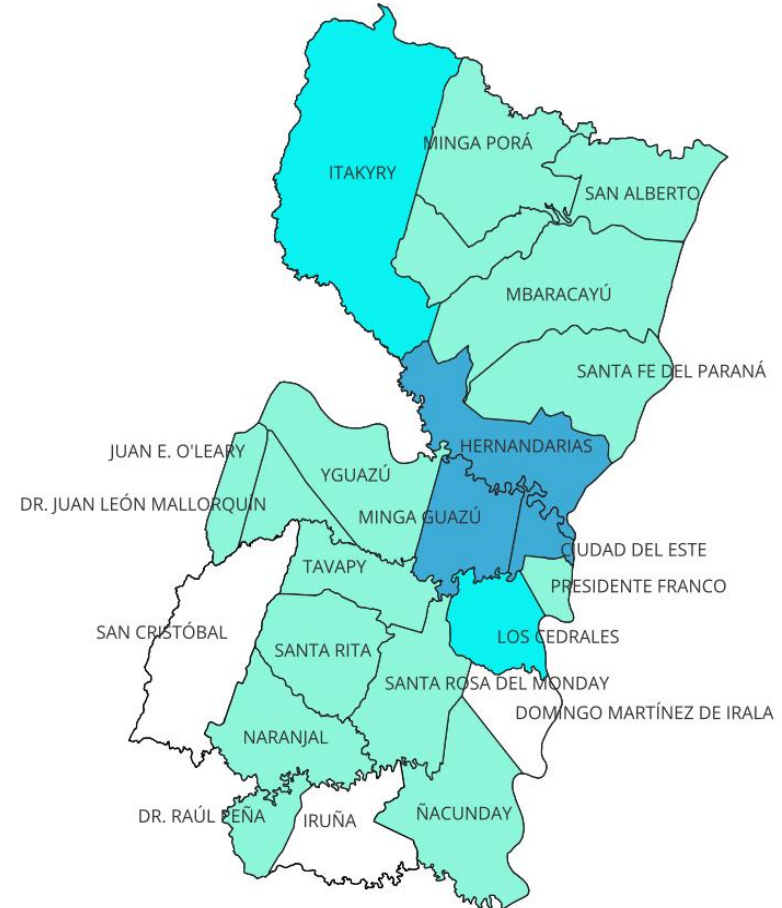 MINGA PORÁ
ITAKYRY
SAN ALBERTO
MBARACAYÚ
SANTA FE DEL PARANÁ
HERNANDARIAS
JUAN E. O'LEARY
YGUAZÚ
DR. JUAN LEÓN MALLORQUÍN
MINGA GUAZÚ
CIUDAD DEL ESTE
TAVAPY
PRESIDENTE FRANCO
SAN CRISTÓBAL
LOS CEDRALES
SANTA RITA
SANTA ROSA DEL MONDAY
DOMINGO MARTÍNEZ DE IRALA
NARANJAL
DR. RAÚL PEÑA
IRUÑA
ÑACUNDAY